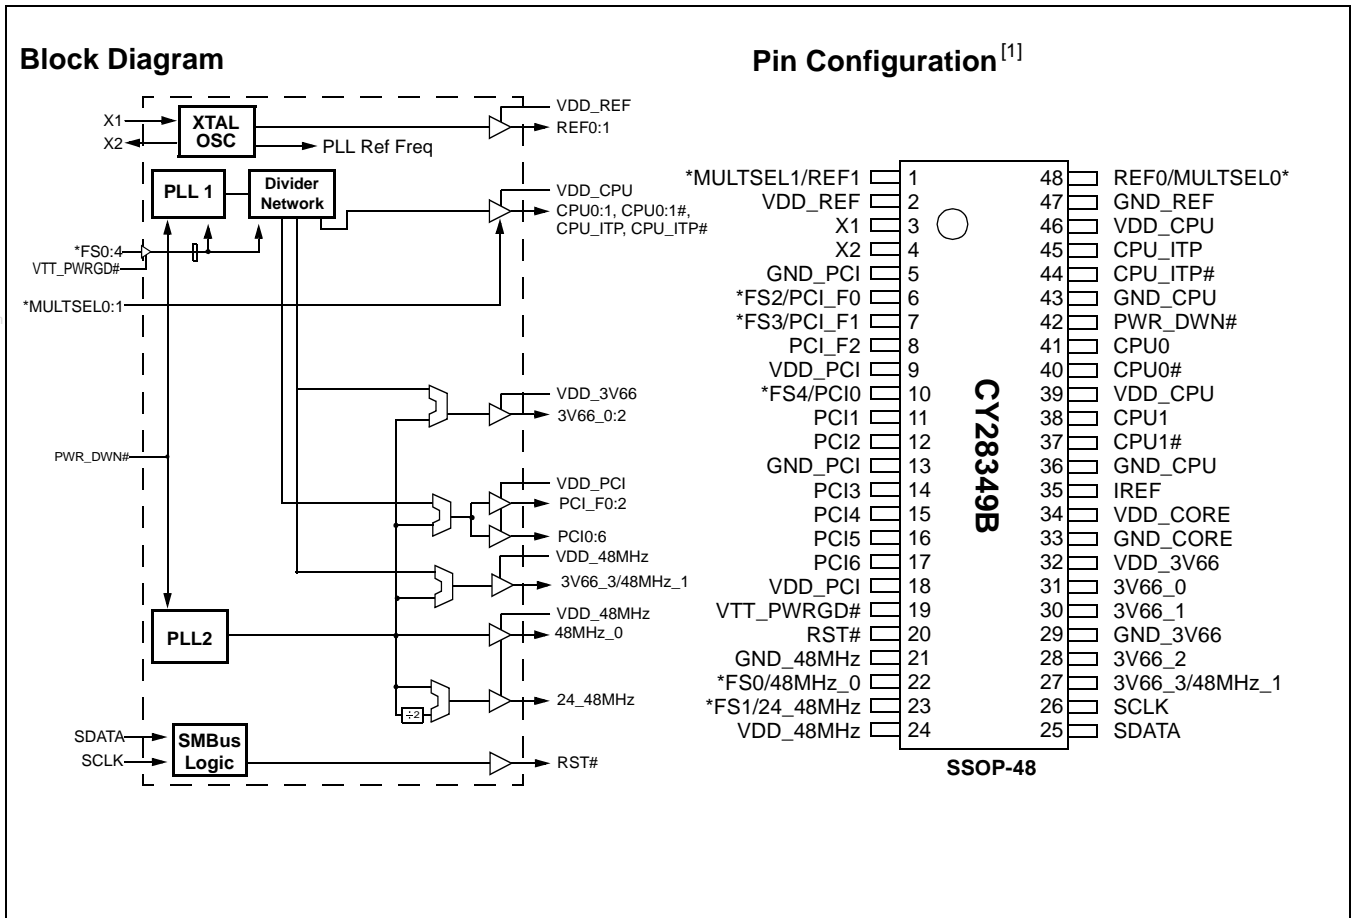 Block Diagram
X1
X2
XTAL
OSC
PLL Ref Freq
VDD_REF
REF0:1
PLL 1
Divider
Network
VDD_CPU
CPU0:1, CPU0:1#,
CPU_ITP, CPU_ITP#
*FS0:4
VTT_PWRGD#
*MULTSEL0:1
VDD_3V66
3V66_0:2
PWR_DWN#
VDD_PCI
PCI_F0:2
PCI0:6
VDD_48MHz
3V66_3/48MHz_1
VDD_48MHz
PLL2
48MHz_0
24_48MHz
÷2
SDATA
SCLK
SMBus
Logic
RST#
Pin Configuration[1]
*MULTSEL1/REF1 1 48 REF0/MULTSEL0*
VDD_REF 2 47 GND_REF
X1 3 46 VDD_CPU
X2 4 45 CPU_ITP
GND_PCI 5 44 CPU_ITP#
*FS2/PCI_F0 6 43 GND_CPU
*FS3/PCI_F1 7 42 PWR_DWN#
PCI_F2 8 41 CPU0
VDD_PCI 9 40 CPU0#
*FS4/PCI0 10 39 VDD_CPU
PCI1 11 38 CPU1
PCI2 12 37 CPU1#
GND_PCI 13 36 GND_CPU
PCI3 14 35 IREF
PCI4 15 34 VDD_CORE
PCI5 16 33 GND_CORE
PCI6 17 32 VDD_3V66
VDD_PCI 18 31 3V66_0
VTT_PWRGD# 19 30 3V66_1
RST# 20 29 GND_3V66
GND_48MHz 21 28 3V66_2
*FS0/48MHz_0 22 27 3V66_3/48MHz_1
*FS1/24_48MHz 23 26 SCLK
VDD_48MHz 24 25 SDATA
CY28349B
SSOP-48